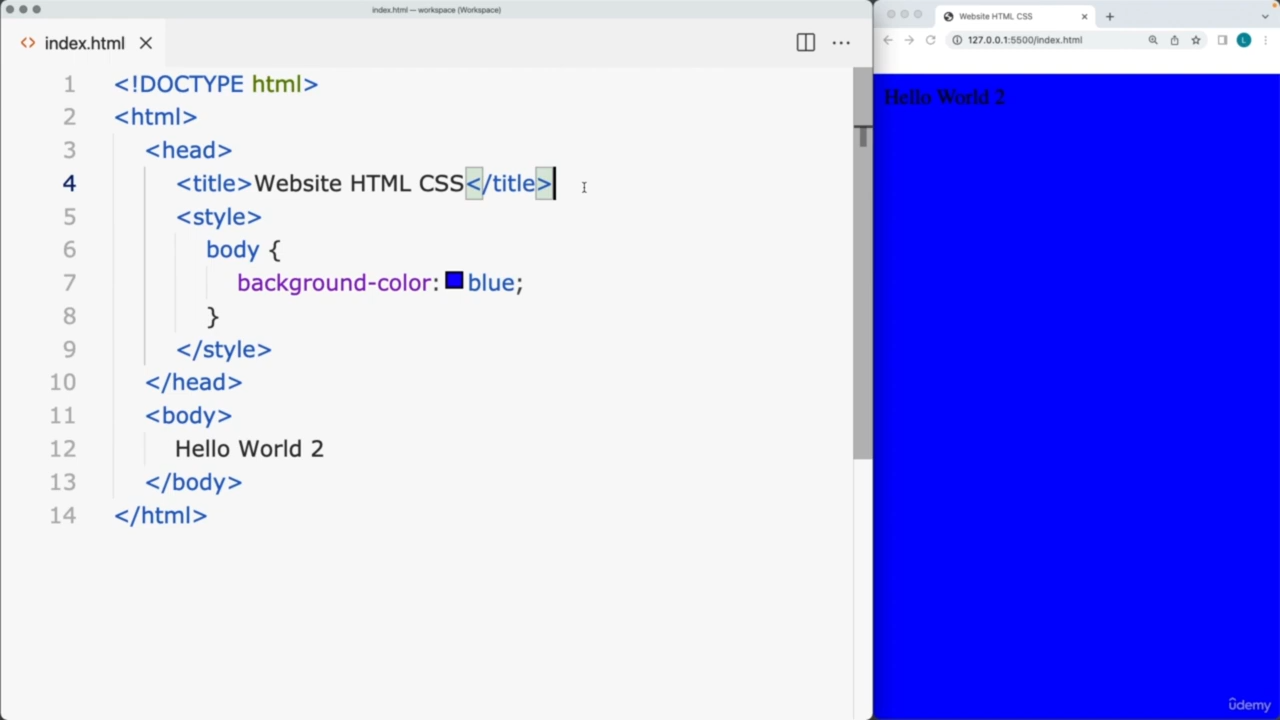 index.html — workspace (Workspace)
<> index.html ×
1 <!DOCTYPE html>
2 <html>
3 <head>
4 <title>Website HTML CSS</title>
5 <style>
6 body {
7 background-color: blue;
8 }
9 </style>
10 </head>
11 <body>
12 Hello World 2
13 </body>
14 </html>
Website HTML CSS
127.0.0.1:5500/index.html
L
Hello World 2
ûdemy